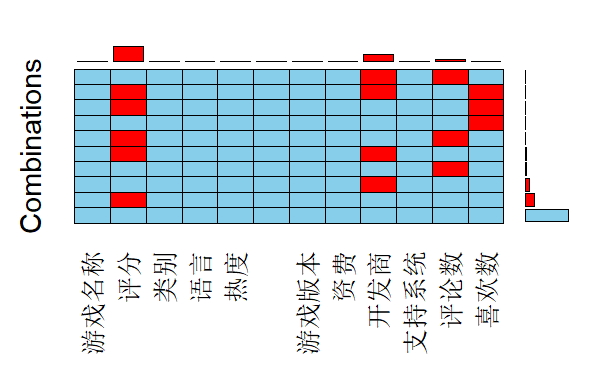 Combinations
游戏名称
评分
类别
语言
热度
游戏版本
资费
开发商
支持系统
评论数
喜欢数